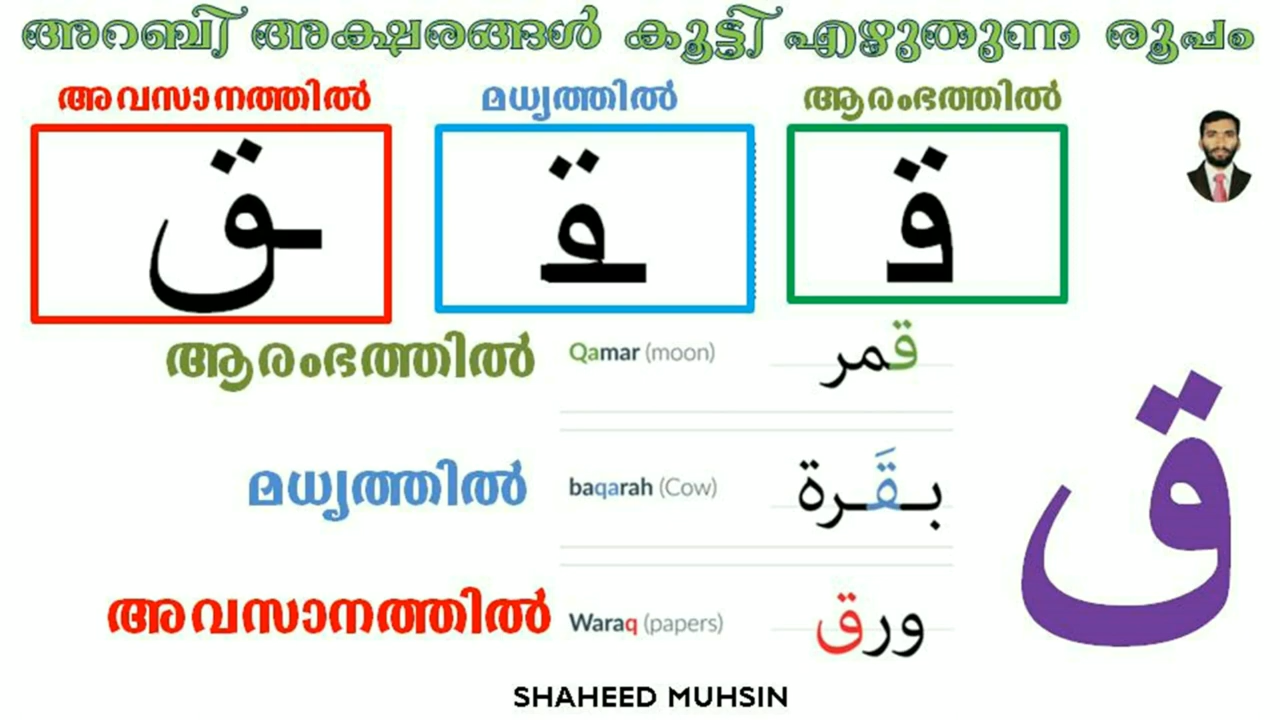 അറബി അക്ഷരങ്ങൾ കൂട്ടി എഴുതുന്ന രൂപം
അവസാനത്തിൽ മധ്യത്തിൽ ആരംഭത്തിൽ
ـق ـقـ قـ
ആരംഭത്തിൽ Qamar (moon) قمر
മധ്യത്തിൽ baqarah (Cow) بـقَـرة
അവസാനത്തിൽ Waraq (papers) ورق
ق
SHAHEED MUHSIN